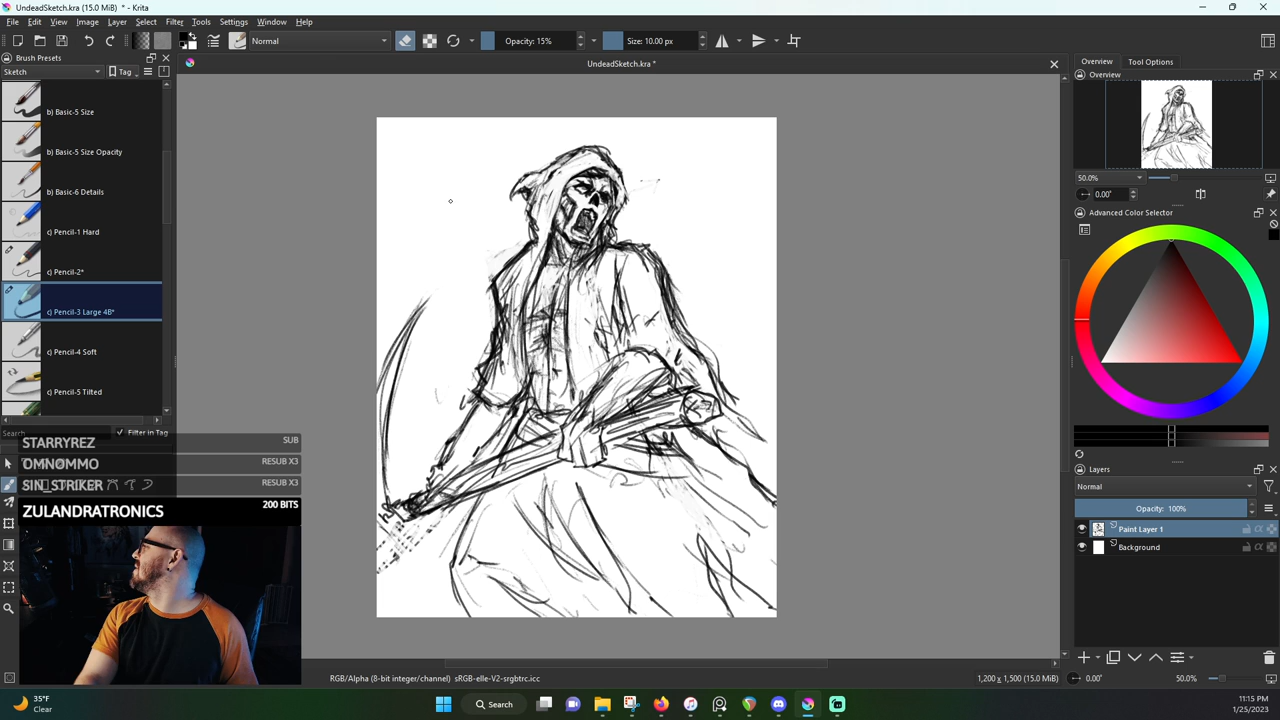 UndeadSketch.kra (15.0 MiB) * - Krita
File Edit View Image Layer Select Filter Tools Settings Window Help
Normal
Opacity: 15%
Size: 10.00 px
Brush Presets
Sketch
Tag
b) Basic-5 Size
b) Basic-5 Size Opacity
b) Basic-6 Details
c) Pencil-1 Hard
c) Pencil-2*
c) Pencil-3 Large 4B*
c) Pencil-4 Soft
c) Pencil-5 Tilted
Search
Filter in Tag
STARRYREZ SUB
OMNØMMO RESUB X3
SIN_STRIKER RESUB X3
ZULANDRATRONICS 200 BITS
UndeadSketch.kra *
Overview Tool Options
Overview
50.0%
0.00°
Advanced Color Selector
Layers
Normal
Opacity: 100%
Paint Layer 1
Background
RGB/Alpha (8-bit integer/channel) sRGB-elle-V2-srgbtrc.icc
1,200 x 1,500 (15.0 MiB)
0.00°
50.0%
35°F
Clear
Search
11:15 PM
1/25/2023